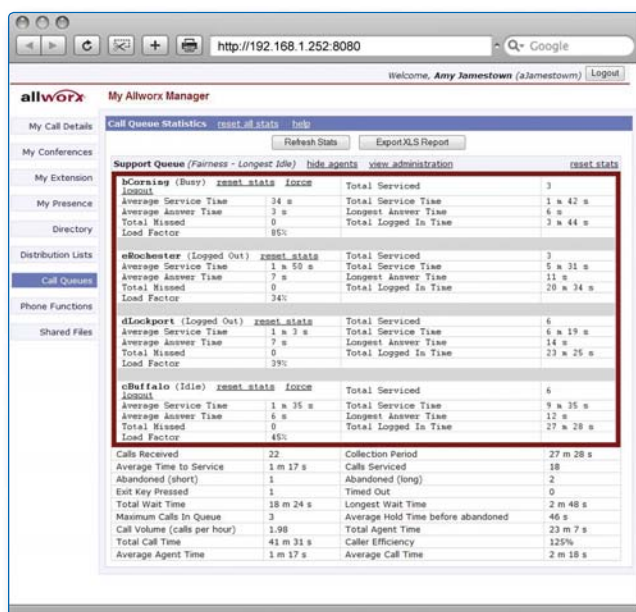 http://192.168.1.252:8080
Google
Welcome, Amy Jamestown (aJamestowm) Logout
allworx My Allworx Manager
My Call Details
My Conferences
My Extension
My Presence
Directory
Distribution Lists
Call Queues
Phone Functions
Shared Files
Call Queue Statistics reset all stats help
Refresh Stats Export XLS Report
Support Queue (Fairness - Longest Idle) hide agents view administration reset stats
bCorning (Busy) reset stats force logout Total Serviced 3
Average Service Time 34 s Total Service Time 1 m 42 s
Average Answer Time 3 s Longest Answer Time 6 s
Total Missed 0 Total Logged In Time 3 m 44 s
Load Factor 85%
eRochester (Logged Out) reset stats Total Serviced 3
Average Service Time 1 m 50 s Total Service Time 5 m 31 s
Average Answer Time 7 s Longest Answer Time 11 s
Total Missed 0 Total Logged In Time 20 m 34 s
Load Factor 34%
dLockport (Logged Out) reset stats Total Serviced 6
Average Service Time 1 m 3 s Total Service Time 6 m 19 s
Average Answer Time 7 s Longest Answer Time 14 s
Total Missed 0 Total Logged In Time 23 m 25 s
Load Factor 39%
cBuffalo (Idle) reset stats force logout Total Serviced 6
Average Service Time 1 m 35 s Total Service Time 9 m 35 s
Average Answer Time 6 s Longest Answer Time 12 s
Total Missed 0 Total Logged In Time 27 m 28 s
Load Factor 45%
Calls Received 22 Collection Period 27 m 28 s
Average Time to Service 1 m 17 s Calls Serviced 18
Abandoned (short) 1 Abandoned (long) 2
Exit Key Pressed 1 Timed Out 0
Total Wait Time 18 m 24 s Longest Wait Time 2 m 48 s
Maximum Calls In Queue 3 Average Hold Time before abandoned 46 s
Call Volume (calls per hour) 1.98 Total Agent Time 23 m 7 s
Total Call Time 41 m 31 s Caller Efficiency 125%
Average Agent Time 1 m 17 s Average Call Time 2 m 18 s